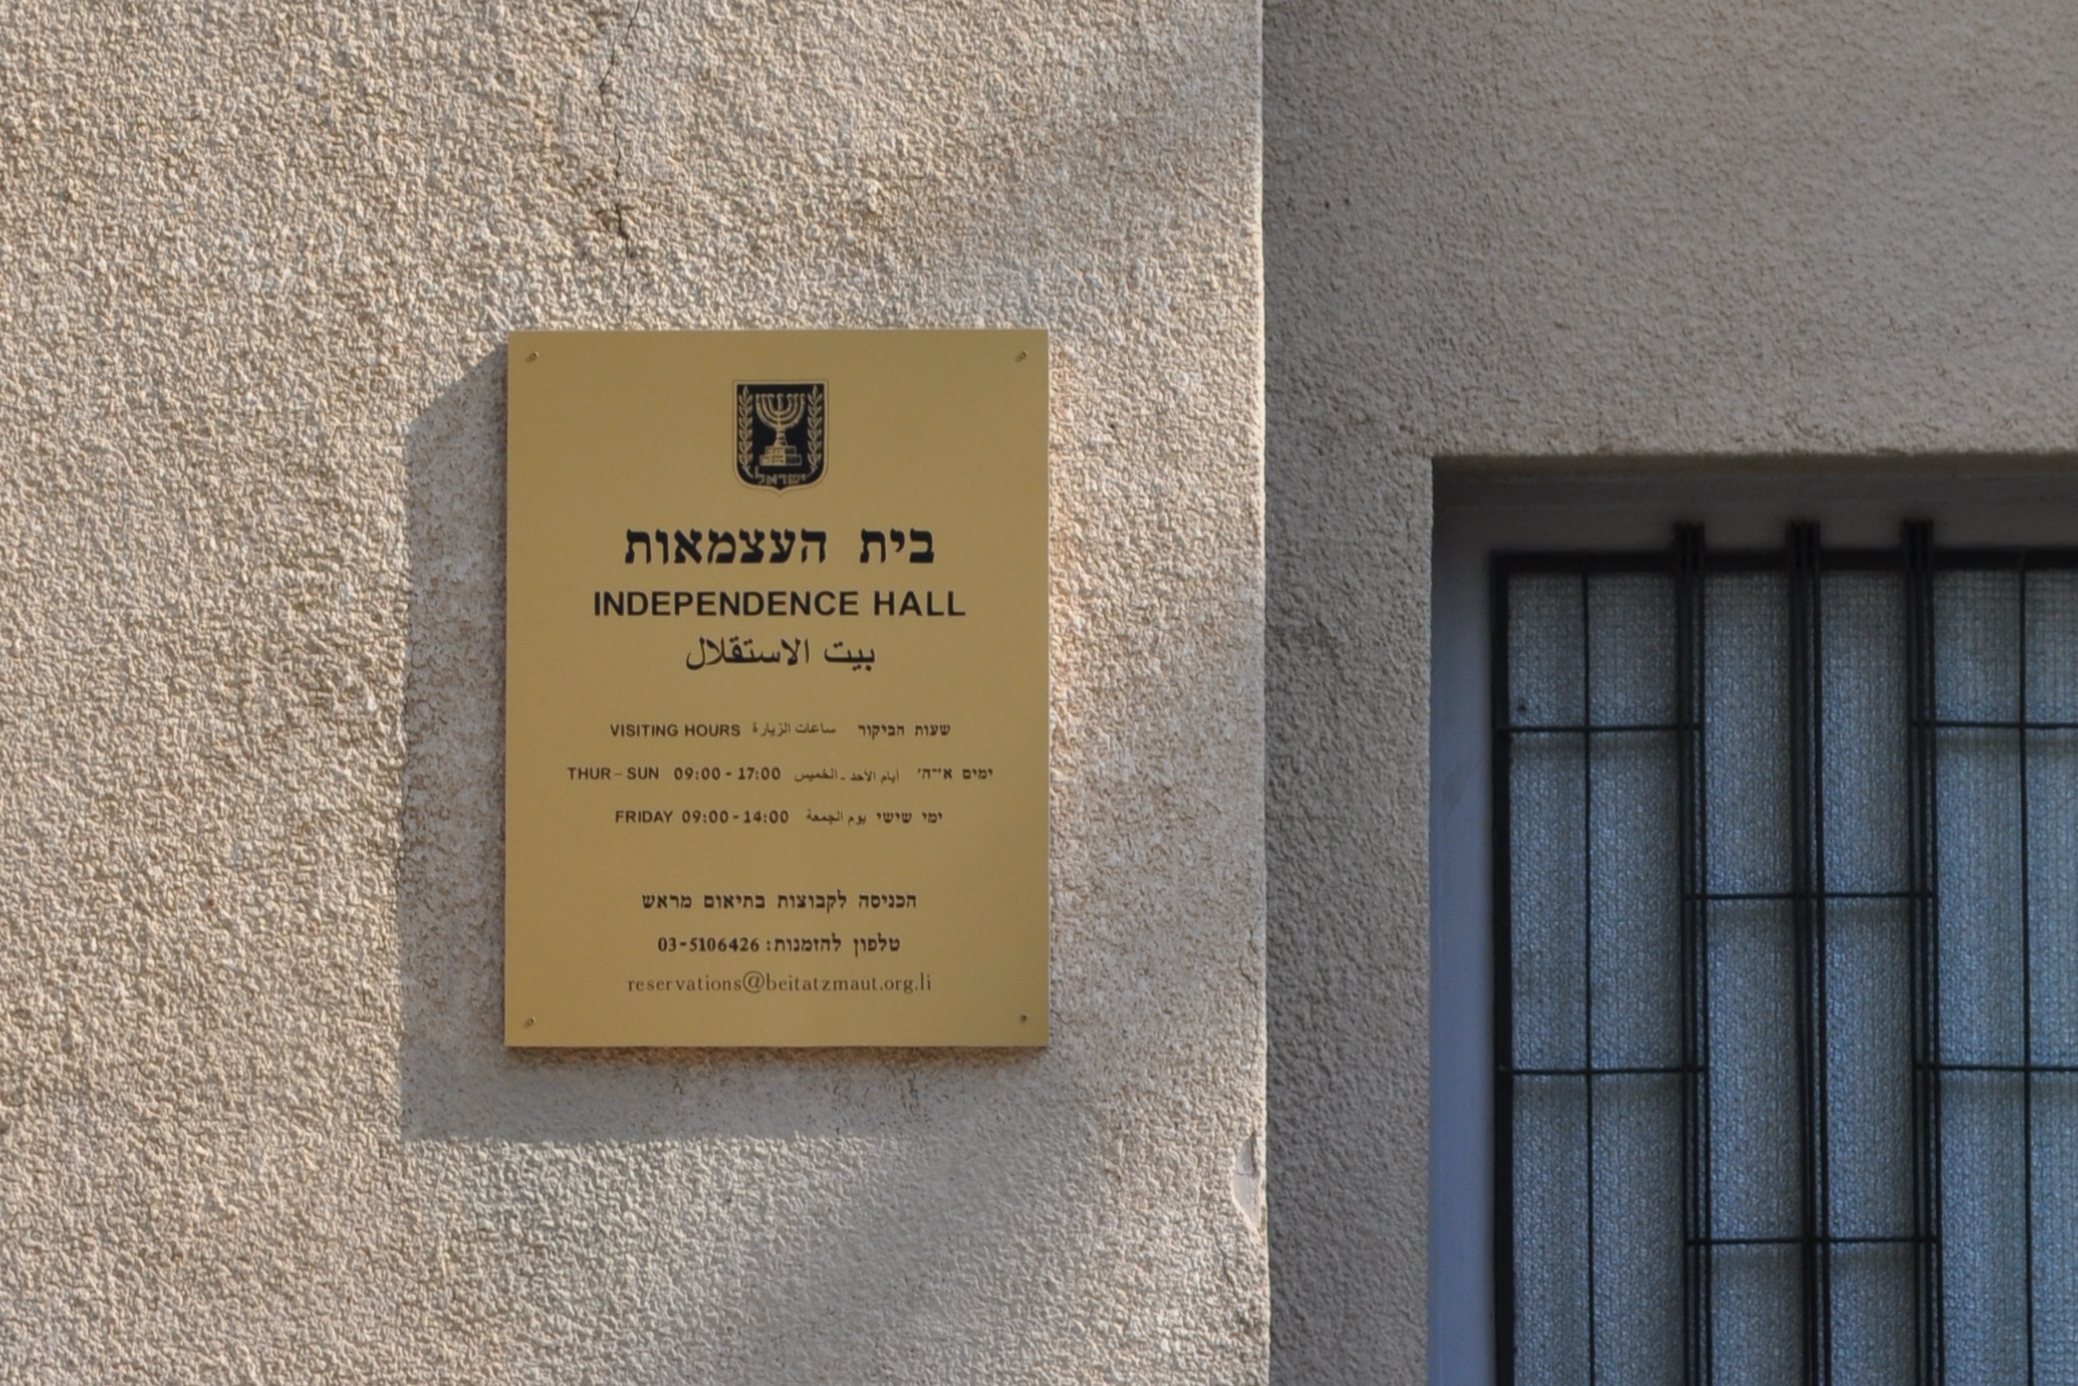 ישראל
בית העצמאות
INDEPENDENCE HALL
بيت الاستقلال
VISITING HOURS ساعات الزيارة שעות הביקור
THUR – SUN 09:00 - 17:00 أيام الأحد - الخميس ימים א'-ה'
FRIDAY 09:00 - 14:00 يوم الجمعة ימי שישי
הכניסה לקבוצות בתיאום מראש
טלפון להזמנות: 03-5106426
reservations@beitatzmaut.org.li